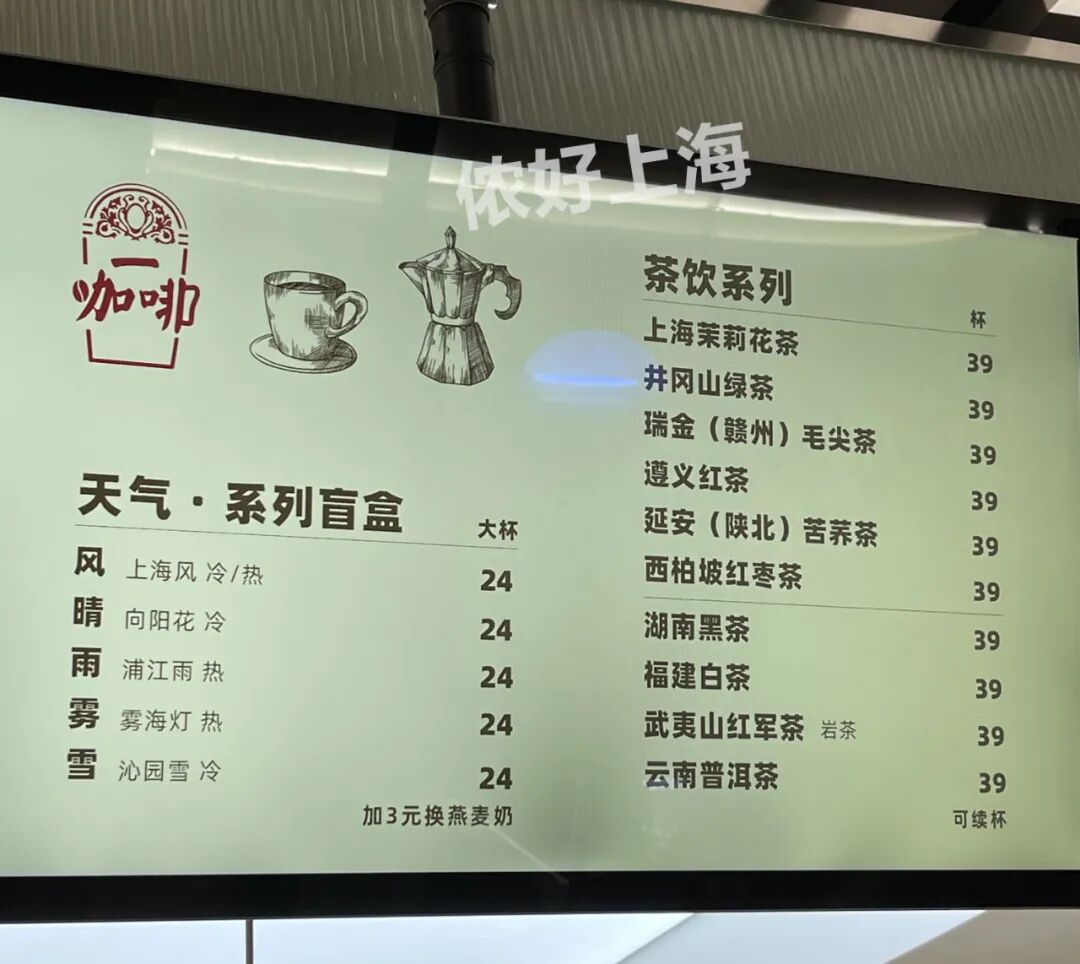 侬好上海
一
咖啡
天气·系列盲盒 大杯
风 上海风 冷/热 24
晴 向阳花 冷 24
雨 浦江雨 热 24
雾 雾海灯 热 24
雪 沁园雪 冷 24
加3元换燕麦奶
茶饮系列 杯
上海茉莉花茶 39
井冈山绿茶 39
瑞金（赣州）毛尖茶 39
遵义红茶 39
延安（陕北）苦荞茶 39
西柏坡红枣茶 39
湖南黑茶 39
福建白茶 39
武夷山红军茶 岩茶 39
云南普洱茶 39
可续杯